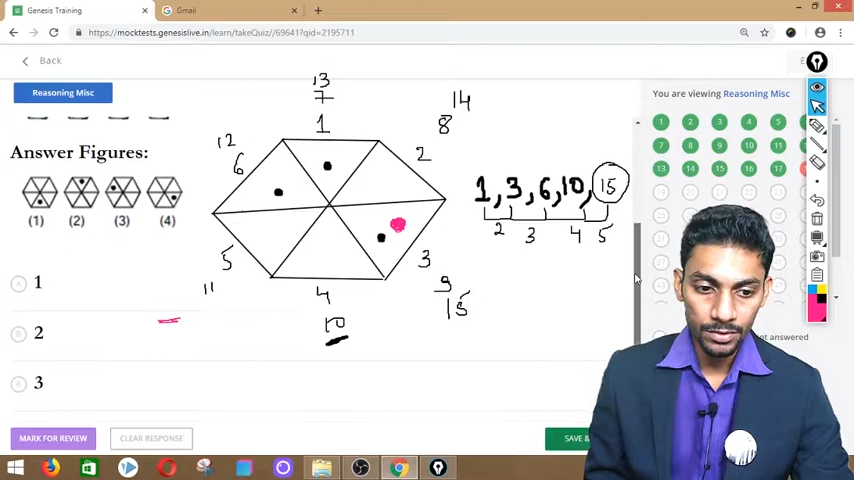 Genesis Training
Gmail
https://mocktests.genesislive.in/learn/takeQuiz//69641?qid=2195711
Back
Reasoning Misc
You are viewing Reasoning Misc
Answer Figures:
(1) (2) (3) (4)
1
2
3
13
7
1
14
8
2
12
6
5
11
4
10
3
9
15
1, 3, 6, 10, 15
2 3 4 5
1 2 3 4 5
7 8 9 10 11
13 14 15 16 17
MARK FOR REVIEW
CLEAR RESPONSE
SAVE &
answered